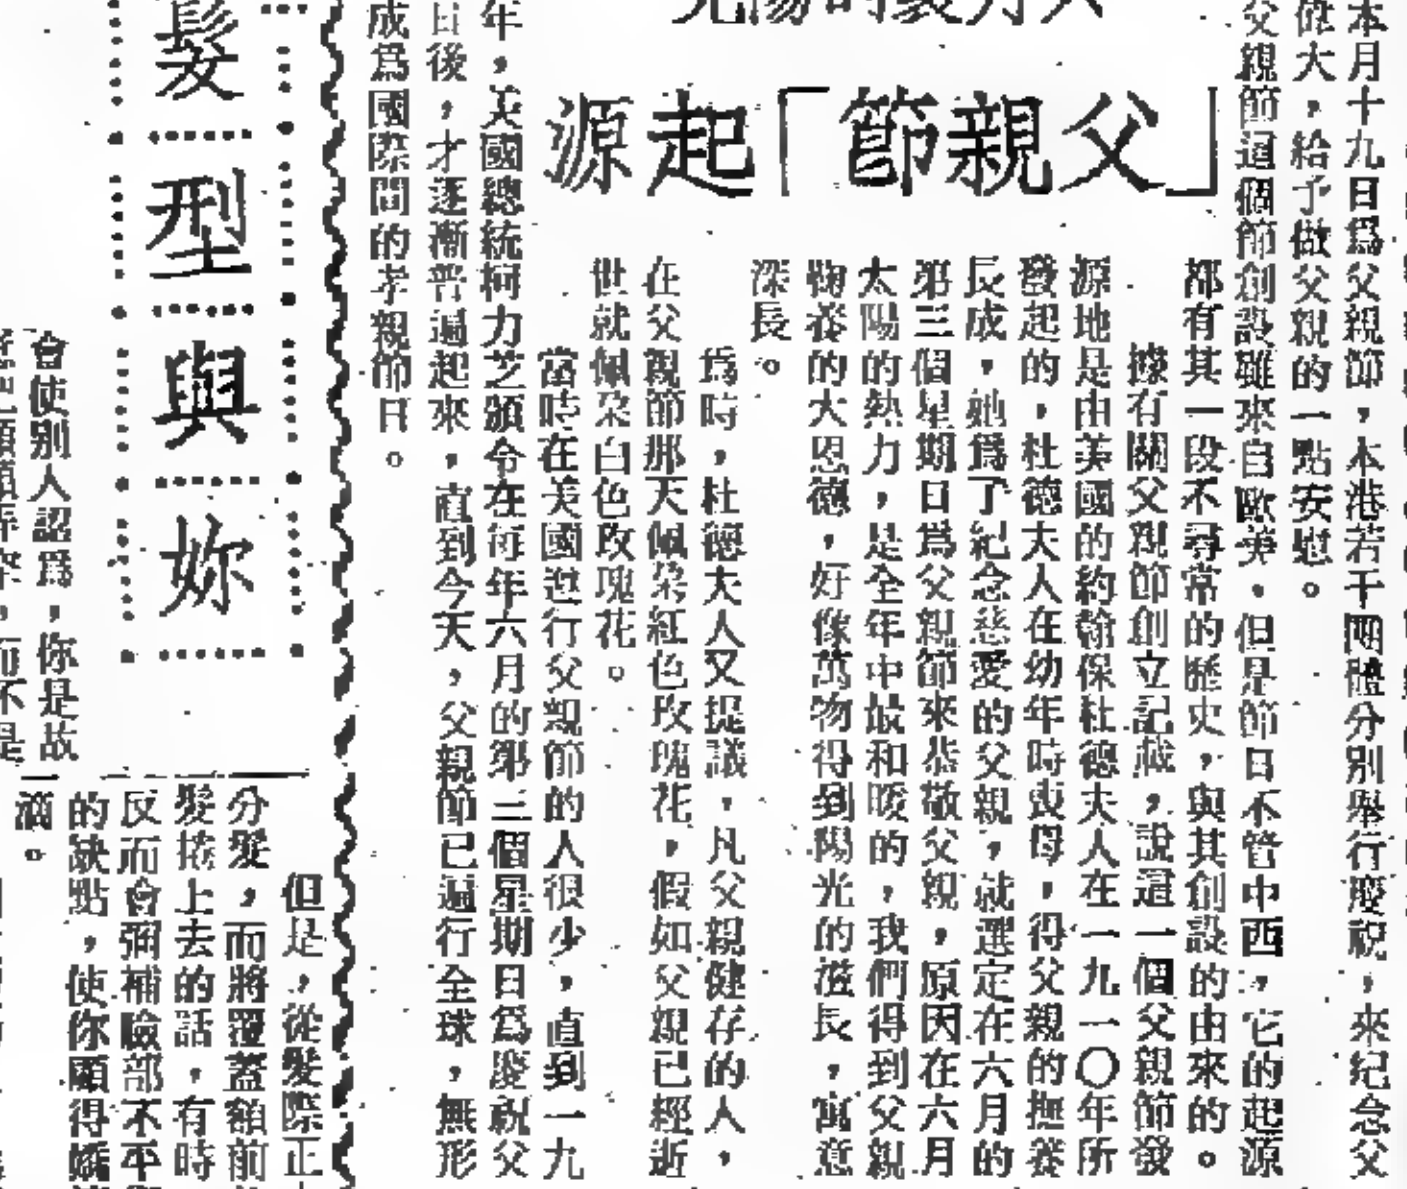 「父親節」起源
本月十九日爲父親節，本港若干團體分別舉行慶祝，來紀念父
偉大，給予做父親的一點安慰。
父親節這個節創設雖來自歐美，但是節日不管中西，它的起源
都有其一段不尋常的歷史，與其創設的由來的。
據有關父親節創立記載，說這一個父親節發
源地是由美國的約翰保杜德夫人在一九一〇年所
發起的，杜德夫人在幼年時喪母，得父親的撫養
長成，她爲了紀念慈愛的父親，就選定在六月的
第三個星期日爲父親節來恭敬父親，原因在六月
太陽的熱力，是全年中最和暖的，我們得到父親
鞠養的大恩德，好像萬物得到陽光的滋長，寓意
深長。
爲時，杜德夫人又提議，凡父親健存的人，
在父親節那天佩朶紅色玫瑰花，假如父親已經逝
世就佩朶白色玫瑰花。
當時在美國進行父親節的人很少，直到一九
年，美國總統柯力芝頒令在每年六月的第三個星期日爲慶祝父
日後，才逐漸普遍起來，直到今天，父親節已遍行全球，無形
成爲國際間的孝親節日。
髮型與妳
會使別人認爲，你是故
而不是
但是，從髮際正
分髮，而將覆蓋額前
髮捲上去的話，有時
反而會彌補臉部不平
的缺點，使你顯得嬌
滴。